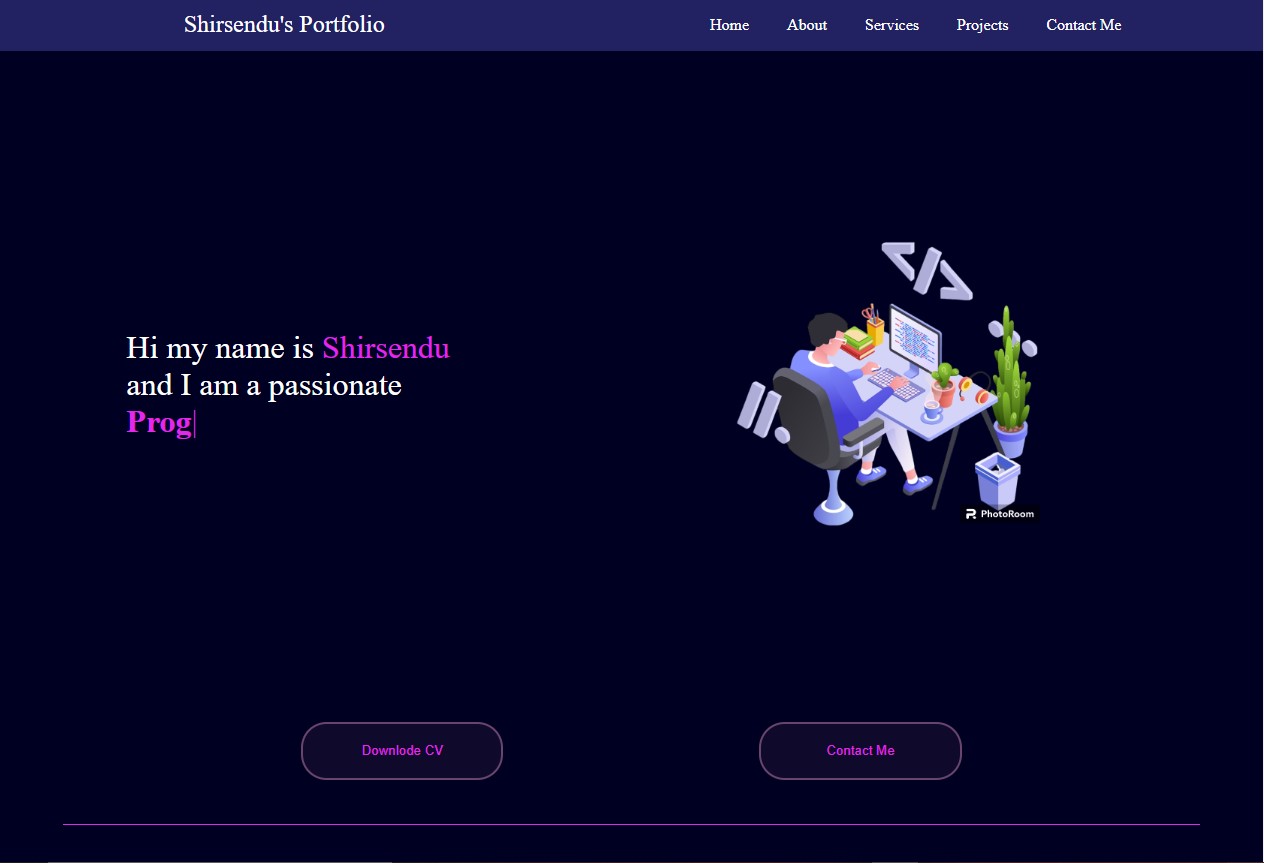 Shirsendu's Portfolio
Home About Services Projects Contact Me
</>
Hi my name is Shirsendu
and I am a passionate
Prog|
PhotoRoom
Downlode CV Contact Me